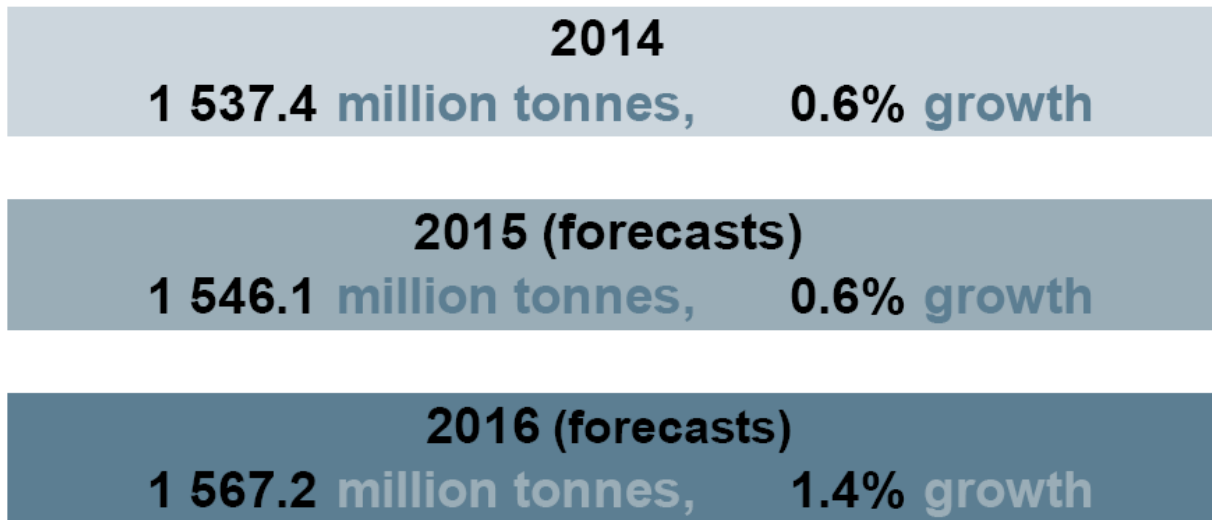 2014
1 537.4 million tonnes, 0.6% growth
2015 (forecasts)
1 546.1 million tonnes, 0.6% growth
2016 (forecasts)
1 567.2 million tonnes, 1.4% growth